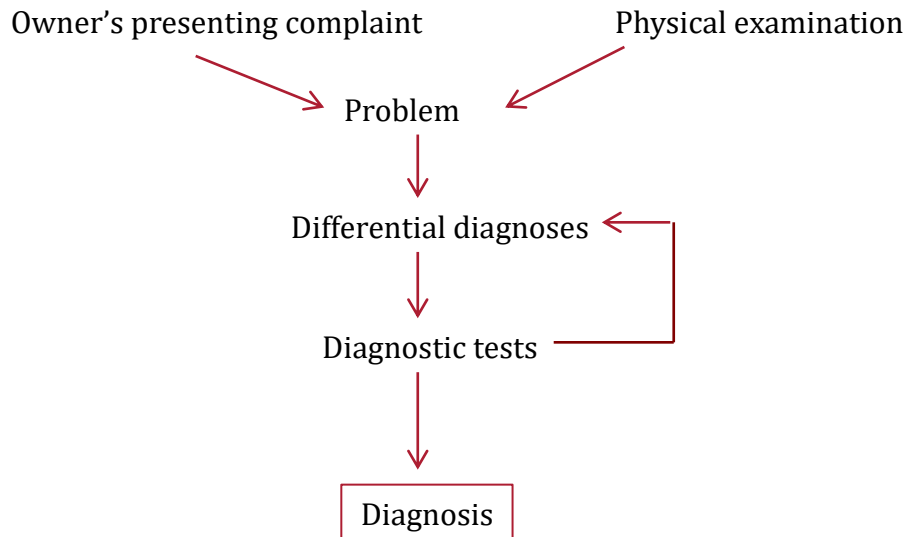 Owner’s presenting complaint
Physical examination
Problem
Differential diagnoses
Diagnostic tests
Diagnosis